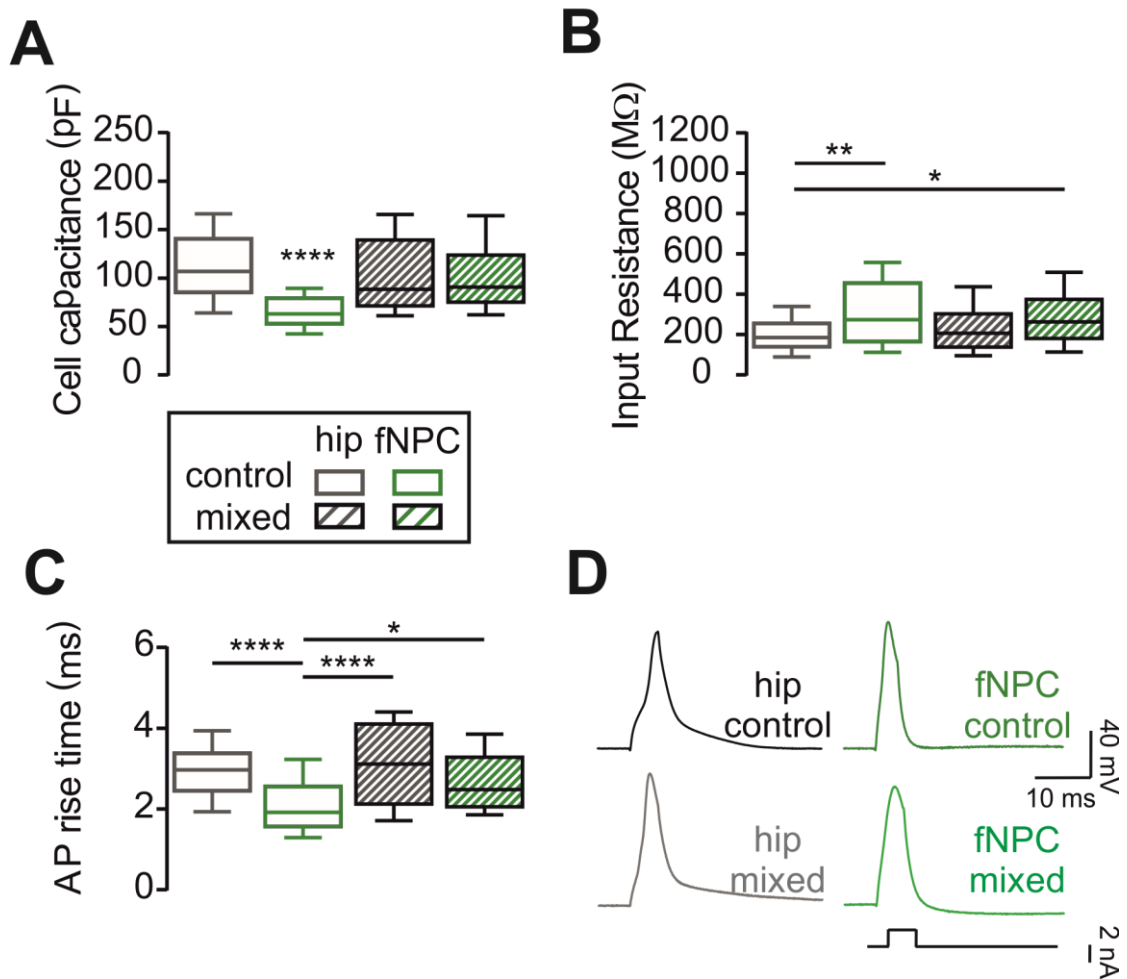 A
Cell capacitance (pF)
250
200
150
100
50
0
****
B
Input Resistance (MΩ)
1200
1000
800
600
400
200
0
**
*
hip fNPC
control
mixed
C
AP rise time (ms)
6
4
2
0
****
****
*
D
hip
control
fNPC
control
40 mV
10 ms
hip
mixed
fNPC
mixed
2 nA